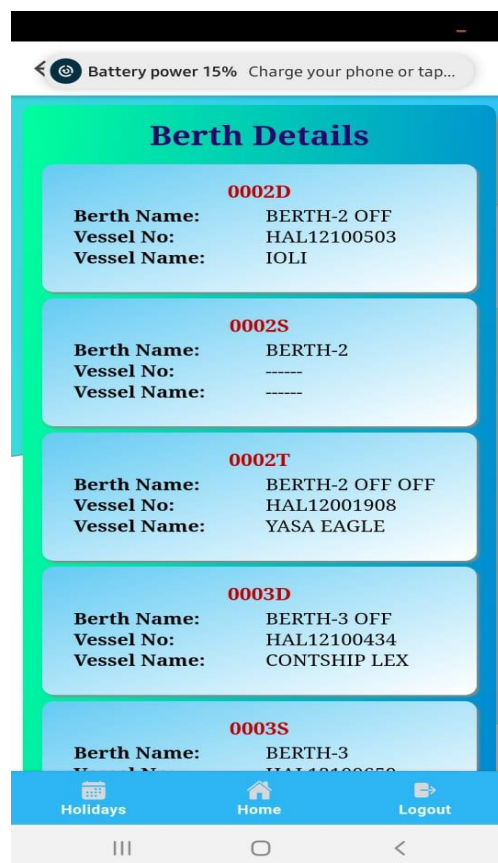 Battery power 15% Charge your phone or tap...
Berth Details
0002D
Berth Name: BERTH-2 OFF
Vessel No: HAL12100503
Vessel Name: IOLI
0002S
Berth Name: BERTH-2
Vessel No: ------
Vessel Name: ------
0002T
Berth Name: BERTH-2 OFF OFF
Vessel No: HAL12001908
Vessel Name: YASA EAGLE
0003D
Berth Name: BERTH-3 OFF
Vessel No: HAL12100434
Vessel Name: CONTSHIP LEX
0003S
Berth Name: BERTH-3
Holidays Home Logout